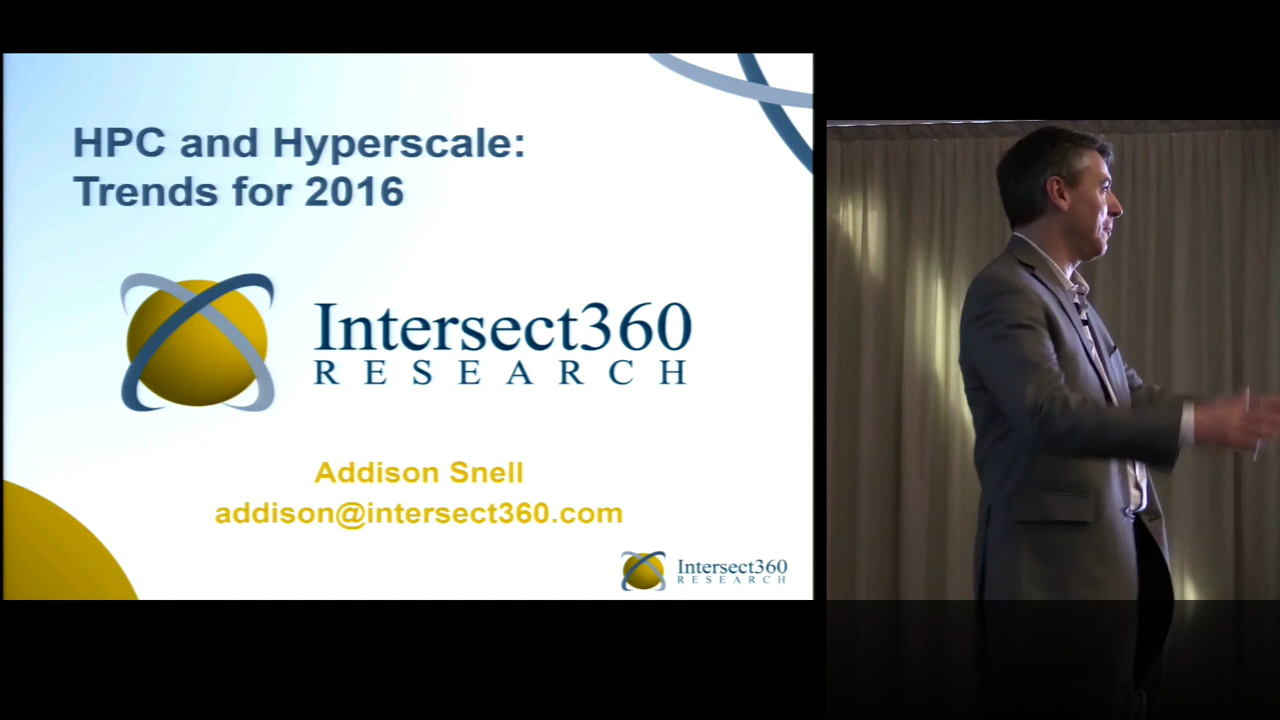 HPC and Hyperscale:
Trends for 2016
Intersect360
RESEARCH
Addison Snell
addison@intersect360.com
Intersect360
RESEARCH